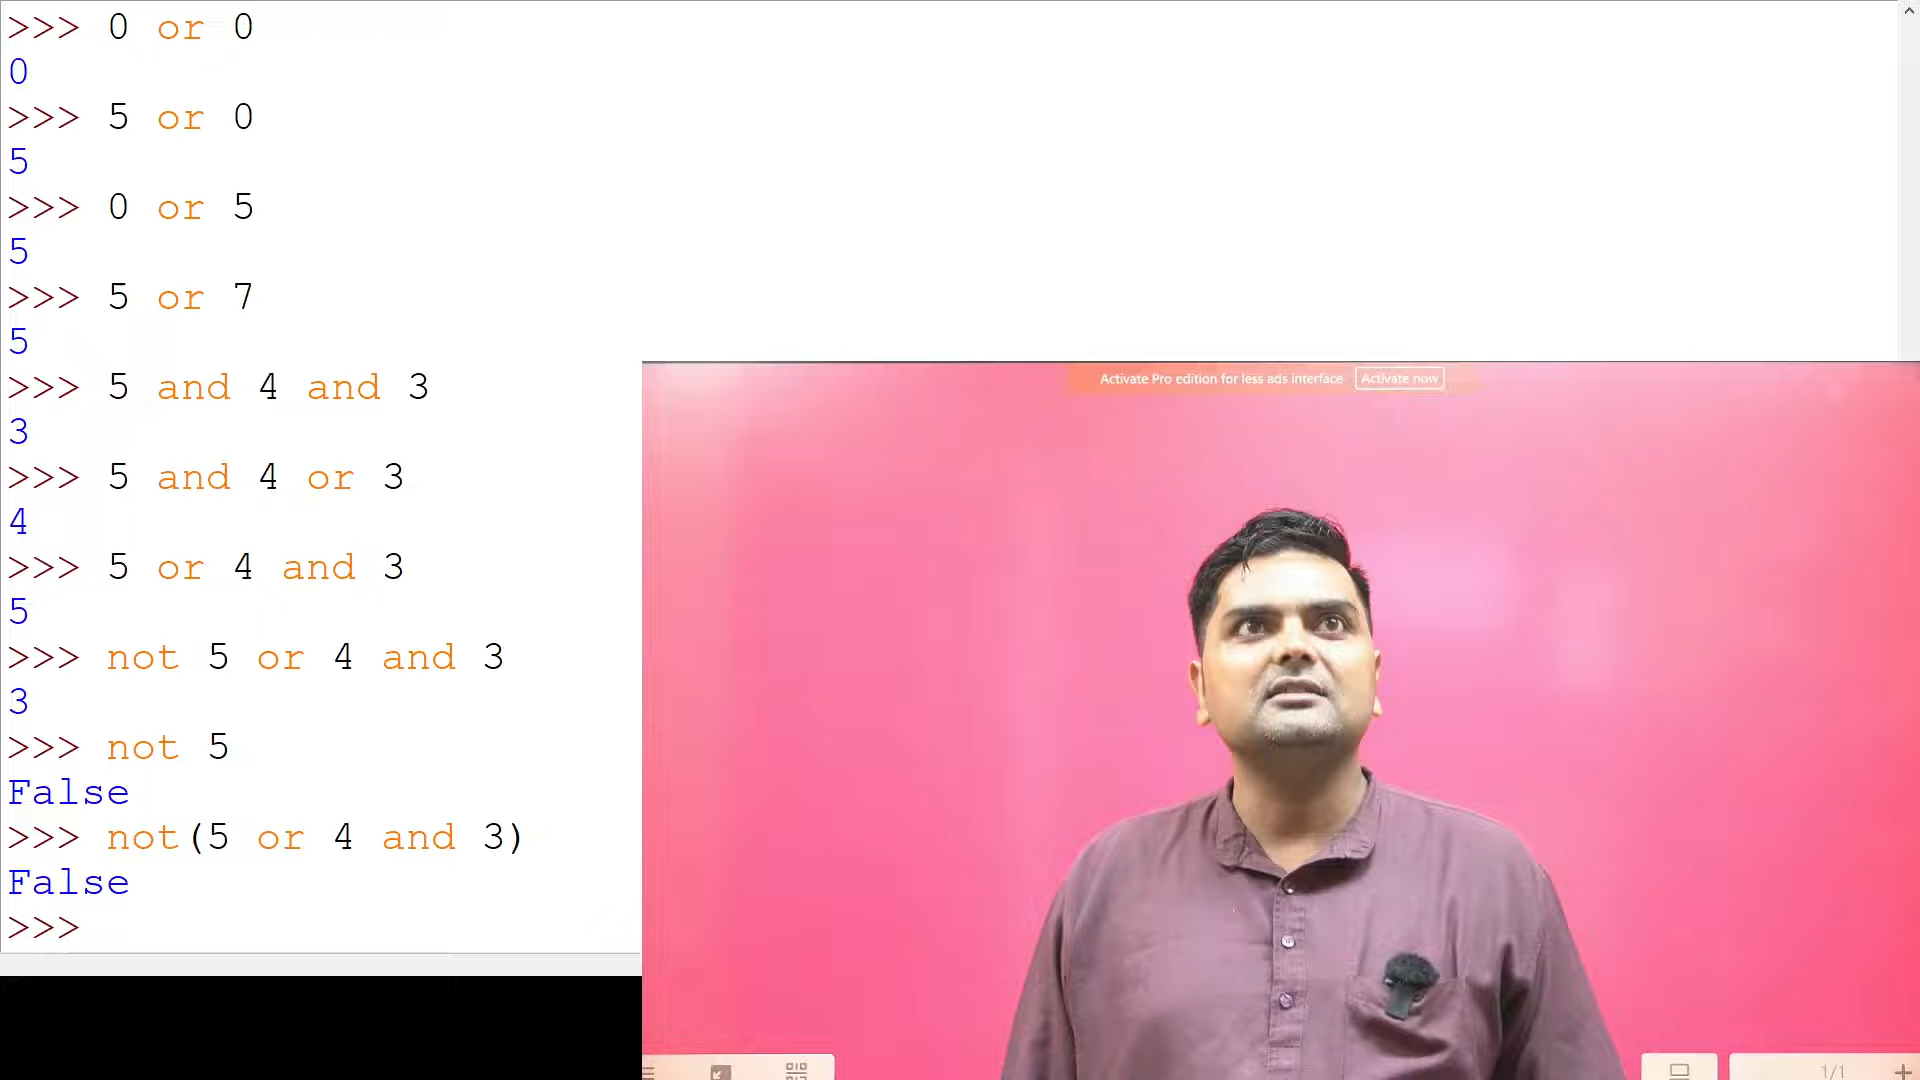 >>> 0 or 0
0
>>> 5 or 0
5
>>> 0 or 5
5
>>> 5 or 7
5
>>> 5 and 4 and 3
3
>>> 5 and 4 or 3
4
>>> 5 or 4 and 3
5
>>> not 5 or 4 and 3
3
>>> not 5
False
>>> not(5 or 4 and 3)
False
>>>
Activate Pro edition for less ads interface Activate now
1/1